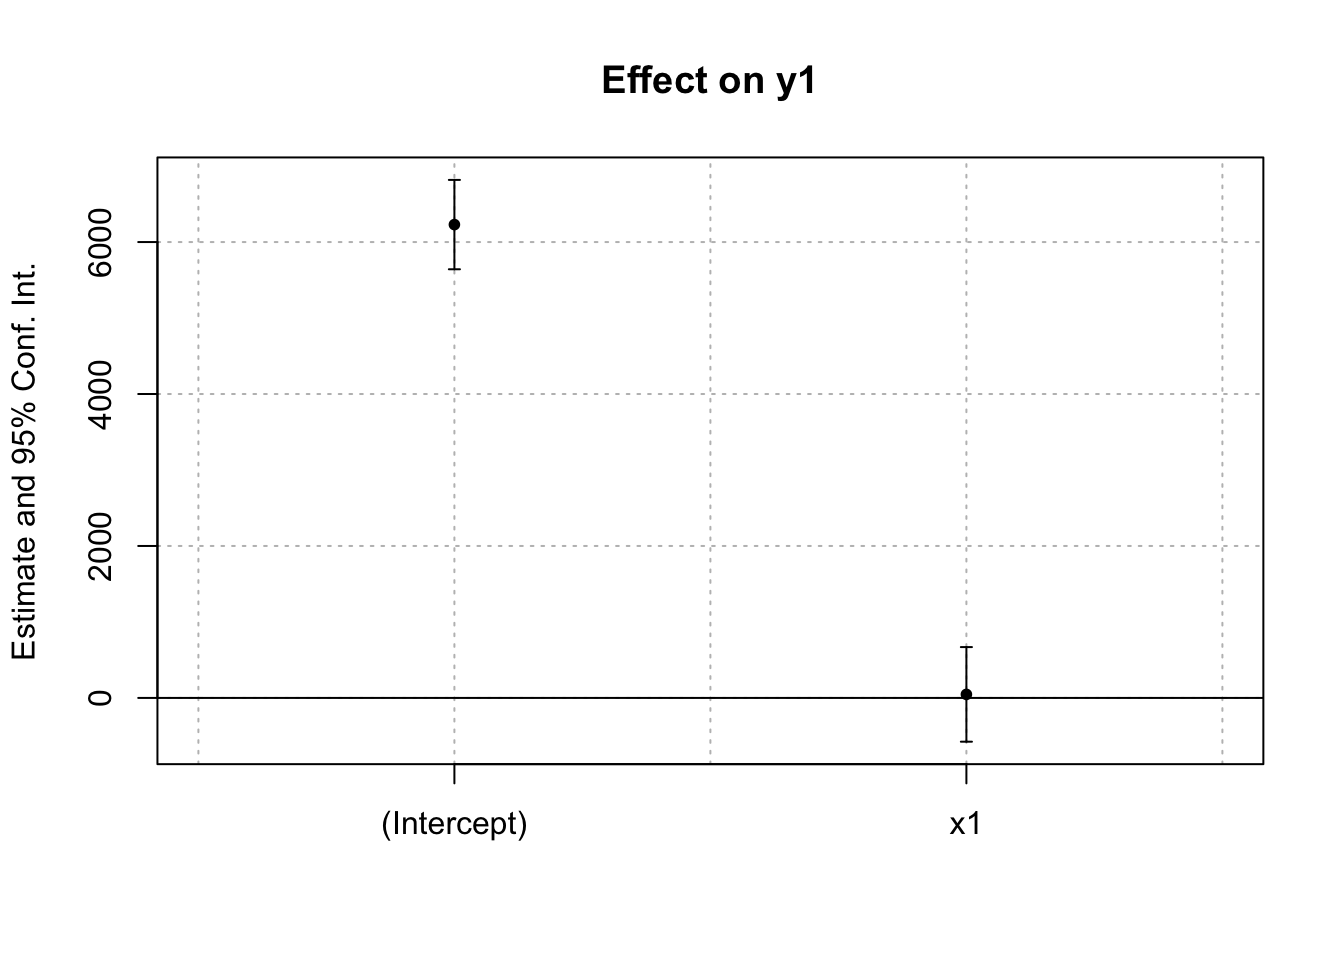 Effect on y1
Estimate and 95% Conf. Int.
6000
4000
2000
0
(Intercept)
x1